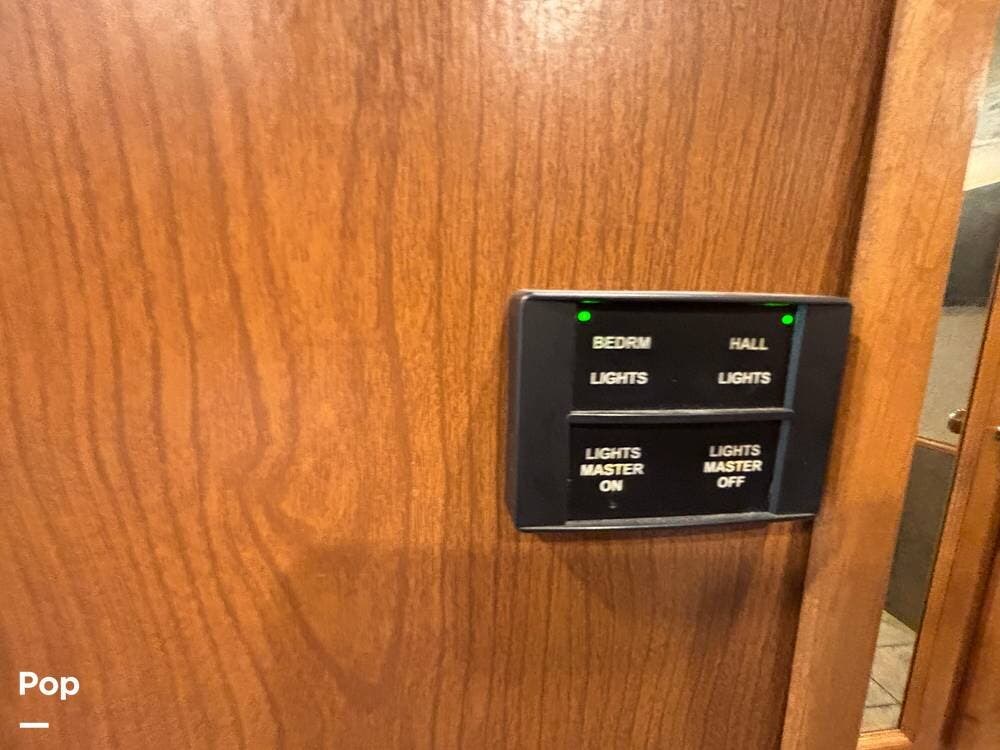 BEDRM
LIGHTS
HALL
LIGHTS
LIGHTS
MASTER
ON
LIGHTS
MASTER
OFF
Pop